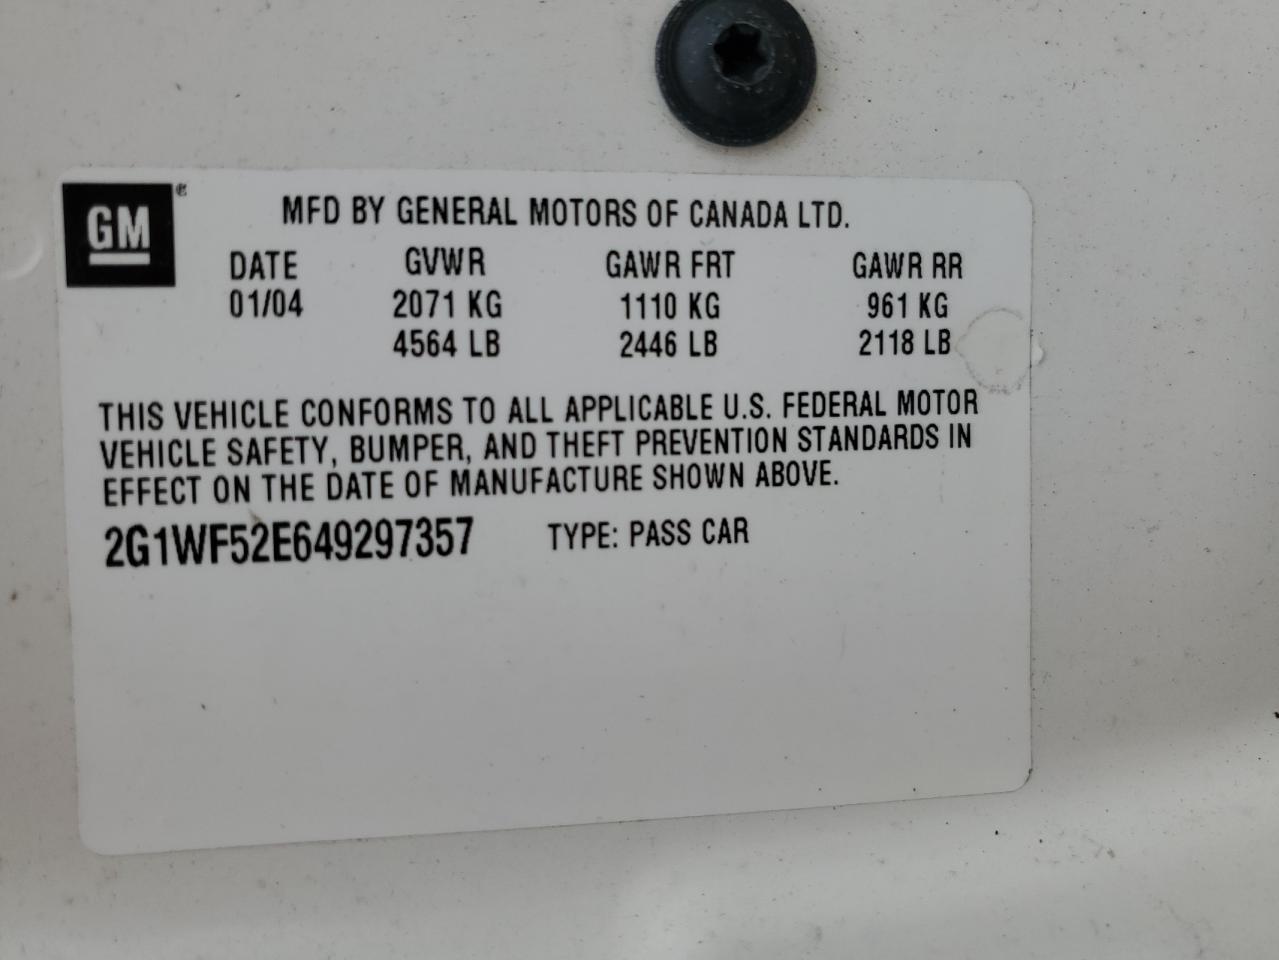 GM ®
MFD BY GENERAL MOTORS OF CANADA LTD.
DATE GVWR GAWR FRT GAWR RR
01/04 2071 KG 1110 KG 961 KG
4564 LB 2446 LB 2118 LB
THIS VEHICLE CONFORMS TO ALL APPLICABLE U.S. FEDERAL MOTOR
VEHICLE SAFETY, BUMPER, AND THEFT PREVENTION STANDARDS IN
EFFECT ON THE DATE OF MANUFACTURE SHOWN ABOVE.
2G1WF52E649297357 TYPE: PASS CAR